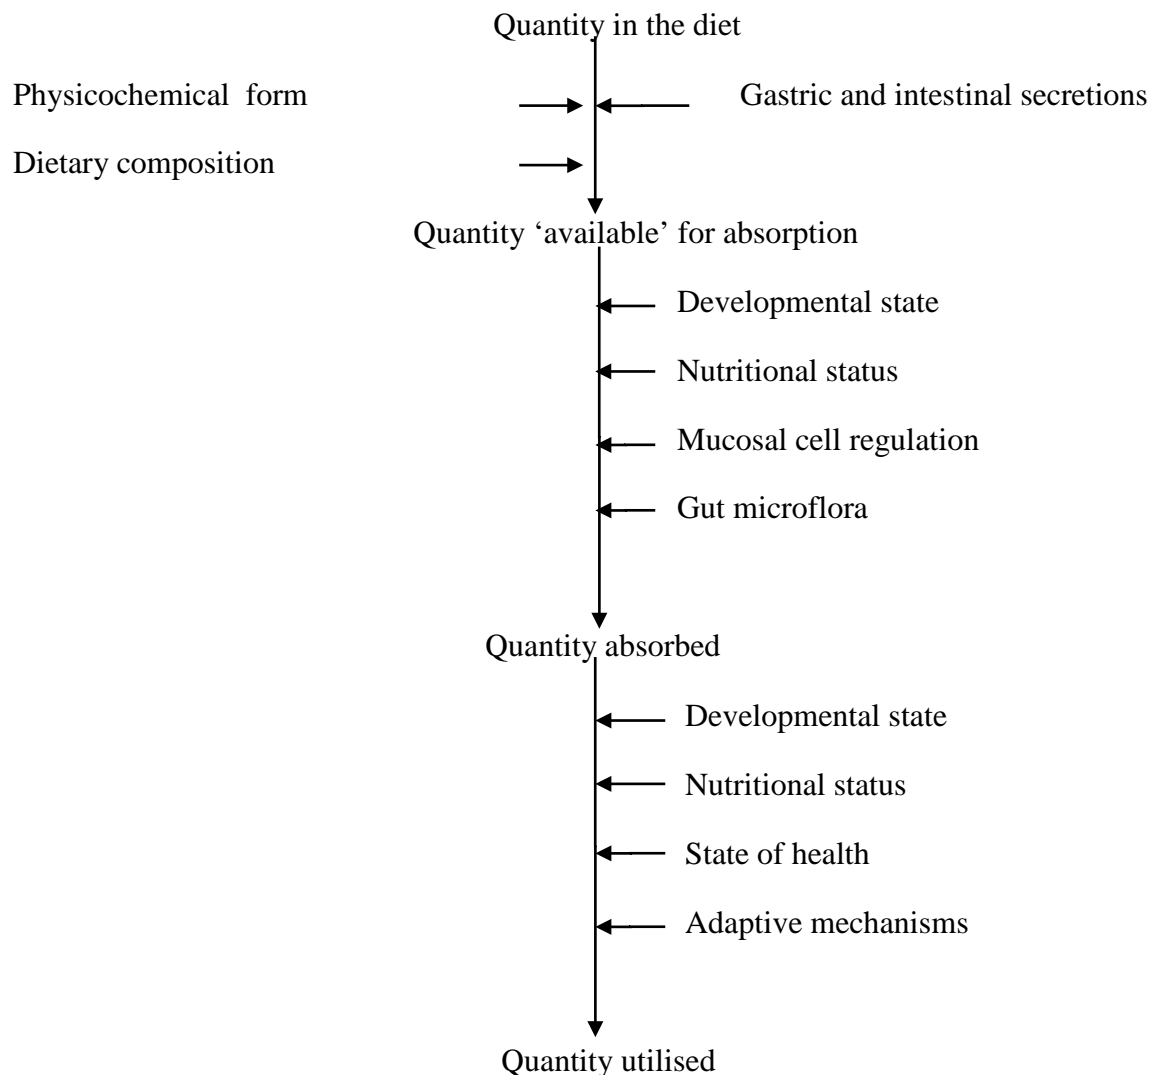 Quantity in the diet
Physicochemical form
Gastric and intestinal secretions
Dietary composition
Quantity ‘available’ for absorption
Developmental state
Nutritional status
Mucosal cell regulation
Gut microflora
Quantity absorbed
Developmental state
Nutritional status
State of health
Adaptive mechanisms
Quantity utilised